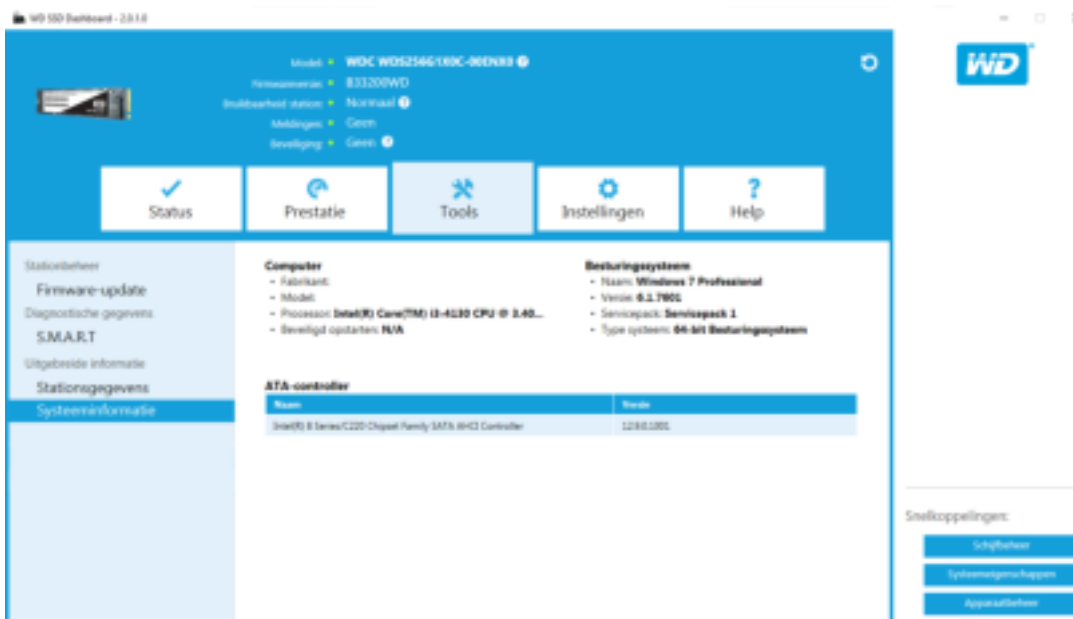 WD SSD Dashboard - 2.0.1.0
WD
Model: WDC WDS256G1X0C-00ENX0
Firmwareversie: B33200WD
Bruikbaarheid station: Normaal
Meldingen: Geen
Beveiliging: Geen
Status
Prestatie
Tools
Instellingen
Help
Stationbeheer
Firmware-update
Diagnostische gegevens
S.M.A.R.T
Uitgebreide informatie
Stationsgegevens
Systeeminformatie
Computer
- Fabrikant:
- Model:
- Processor: Intel(R) Core(TM) i3-4130 CPU @ 3.40...
- Beveiligd opstarten: N/A
Besturingssysteem
- Naam: Windows 7 Professional
- Versie: 6.1.7601
- Servicepack: Servicepack 1
- Type systeem: 64-bit Besturingssysteem
ATA-controller
Naam Versie
Intel(R) 8 Series/C220 Chipset Family SATA AHCI Controller
Snelkoppelingen:
Schijfbeheer
Systeemeigenschappen
Apparaatbeheer